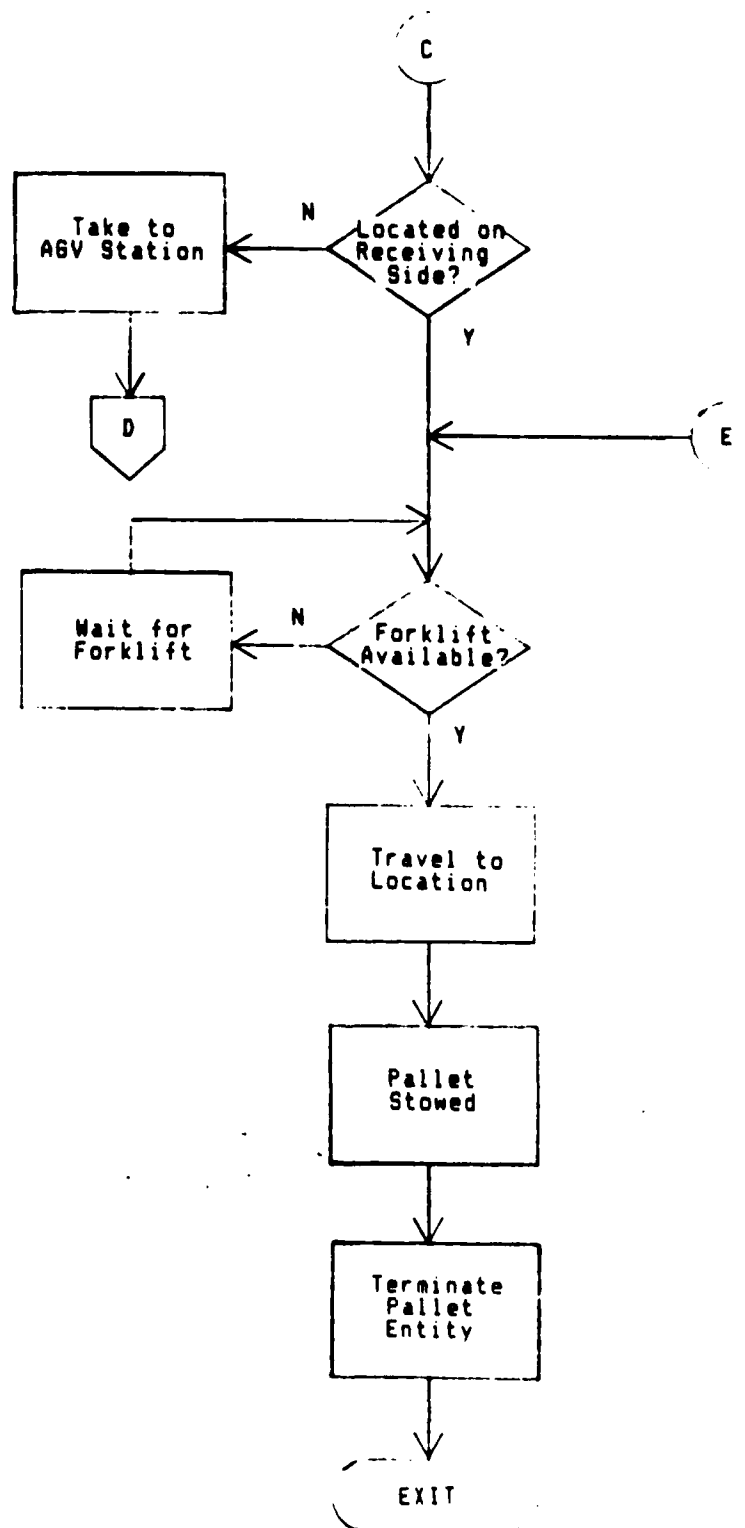 C
N
Located on
Receiving
Side?
Take to
AGV Station
Y
D
E
N
Forklift
Available?
Wait for
Forklift
Y
Travel to
Location
Pallet
Stowed
Terminate
Pallet
Entity
EXIT